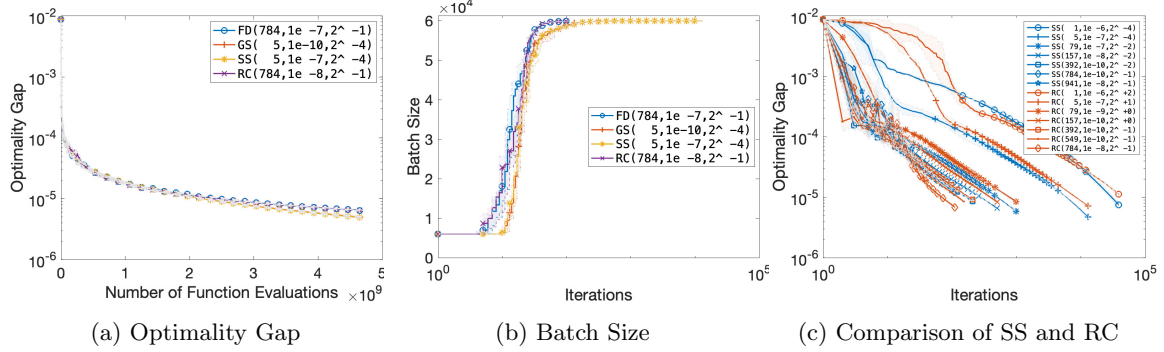 10^-2
10^-3
10^-4
10^-5
10^-6
Optimality Gap
FD(784,1e -7,2^ -1)
GS( 5,1e-10,2^ -4)
SS( 5,1e -7,2^ -4)
RC(784,1e -8,2^ -1)
0 1 2 3 4 5
Number of Function Evaluations ×10^9
(a) Optimality Gap
6 ×10^4
5
4
3
2
1
0
Batch Size
FD(784,1e -7,2^ -1)
GS( 5,1e-10,2^ -4)
SS( 5,1e -7,2^ -4)
RC(784,1e -8,2^ -1)
10^0 10^5
Iterations
(b) Batch Size
10^-2
10^-3
10^-4
10^-5
10^-6
Optimality Gap
SS( 1,1e -6,2^ -4)
SS( 5,1e -7,2^ -4)
SS( 79,1e -7,2^ -2)
SS(157,1e -8,2^ -2)
SS(392,1e-10,2^ -2)
SS(784,1e-10,2^ -1)
SS(941,1e -8,2^ -1)
RC( 1,1e -6,2^ +2)
RC( 5,1e -7,2^ +1)
RC( 79,1e -9,2^ +0)
RC(157,1e-10,2^ +0)
RC(392,1e-10,2^ -1)
RC(549,1e-10,2^ -1)
RC(784,1e -8,2^ -1)
10^0 10^5
Iterations
(c) Comparison of SS and RC